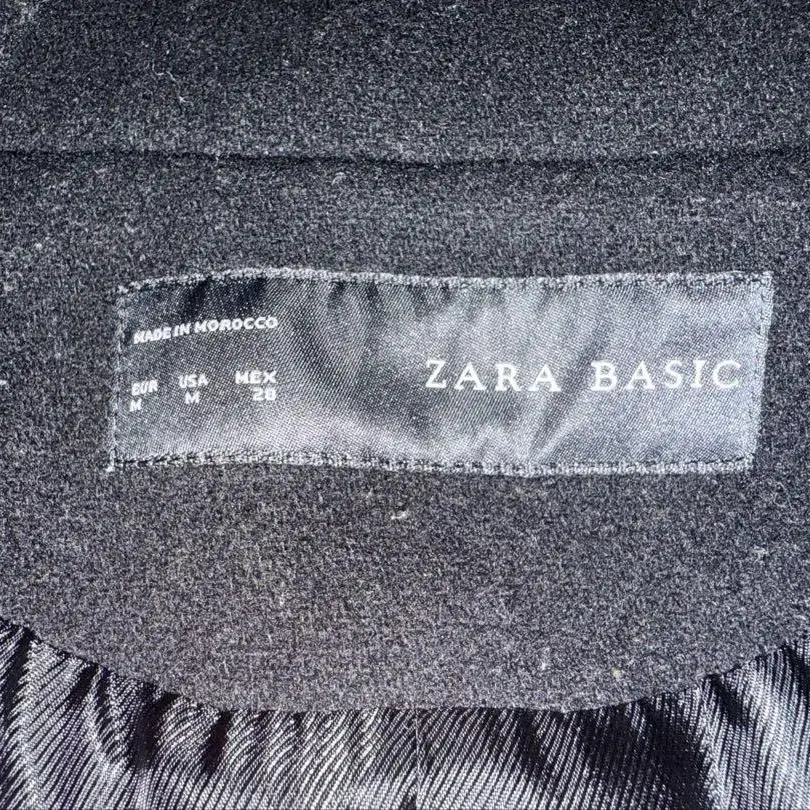 MADE IN MOROCCO
EUR USA MEX
M M 28
ZARA BASIC